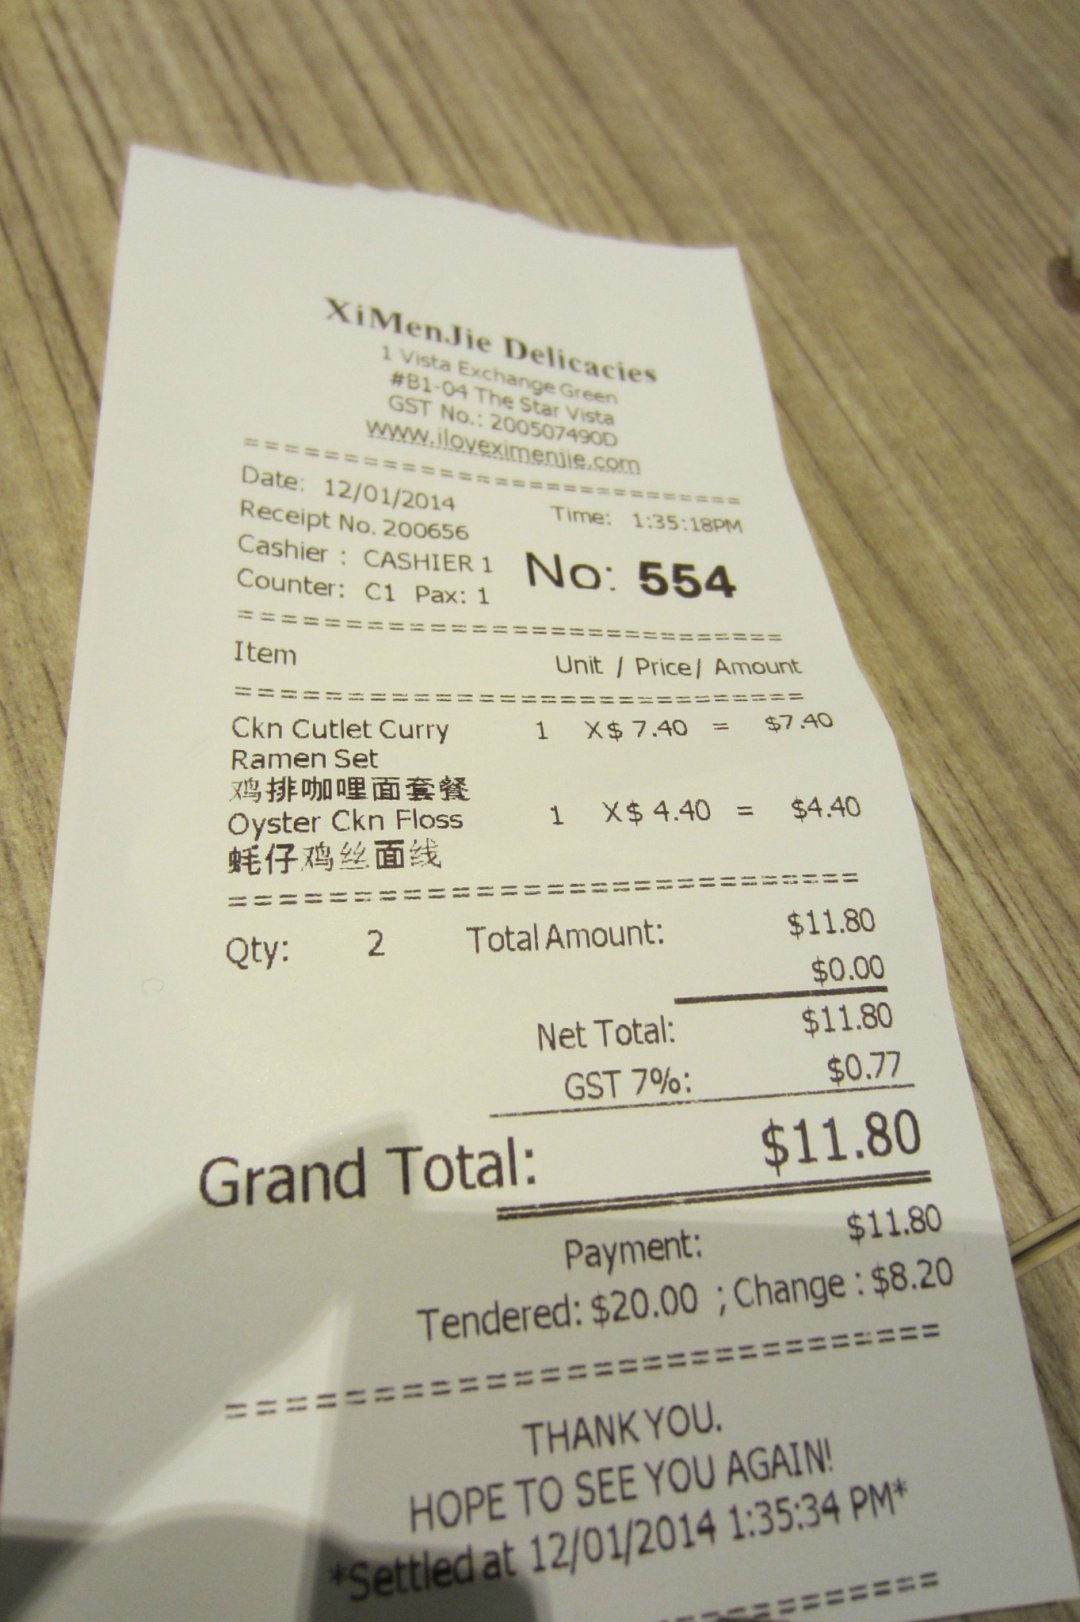 XiMenJie Delicacies
1 Vista Exchange Green
#B1-04 The Star Vista
GST No.: 200507490D
www.iloveximenjie.com
============================
Date: 12/01/2014 Time: 1:35:18PM
Receipt No. 200656
Cashier : CASHIER 1 No: 554
Counter: C1 Pax: 1
============================
Item Unit / Price/ Amount
============================
Ckn Cutlet Curry 1 X$ 7.40 = $7.40
Ramen Set
鸡排咖哩面套餐
Oyster Ckn Floss 1 X$ 4.40 = $4.40
蚝仔鸡丝面线
============================
Qty: 2 Total Amount: $11.80
$0.00
Net Total: $11.80
GST 7%: $0.77
Grand Total: $11.80
Payment: $11.80
Tendered: $20.00 ; Change : $8.20
============================
THANK YOU.
HOPE TO SEE YOU AGAIN!
*Settled at 12/01/2014 1:35:34 PM*
============================